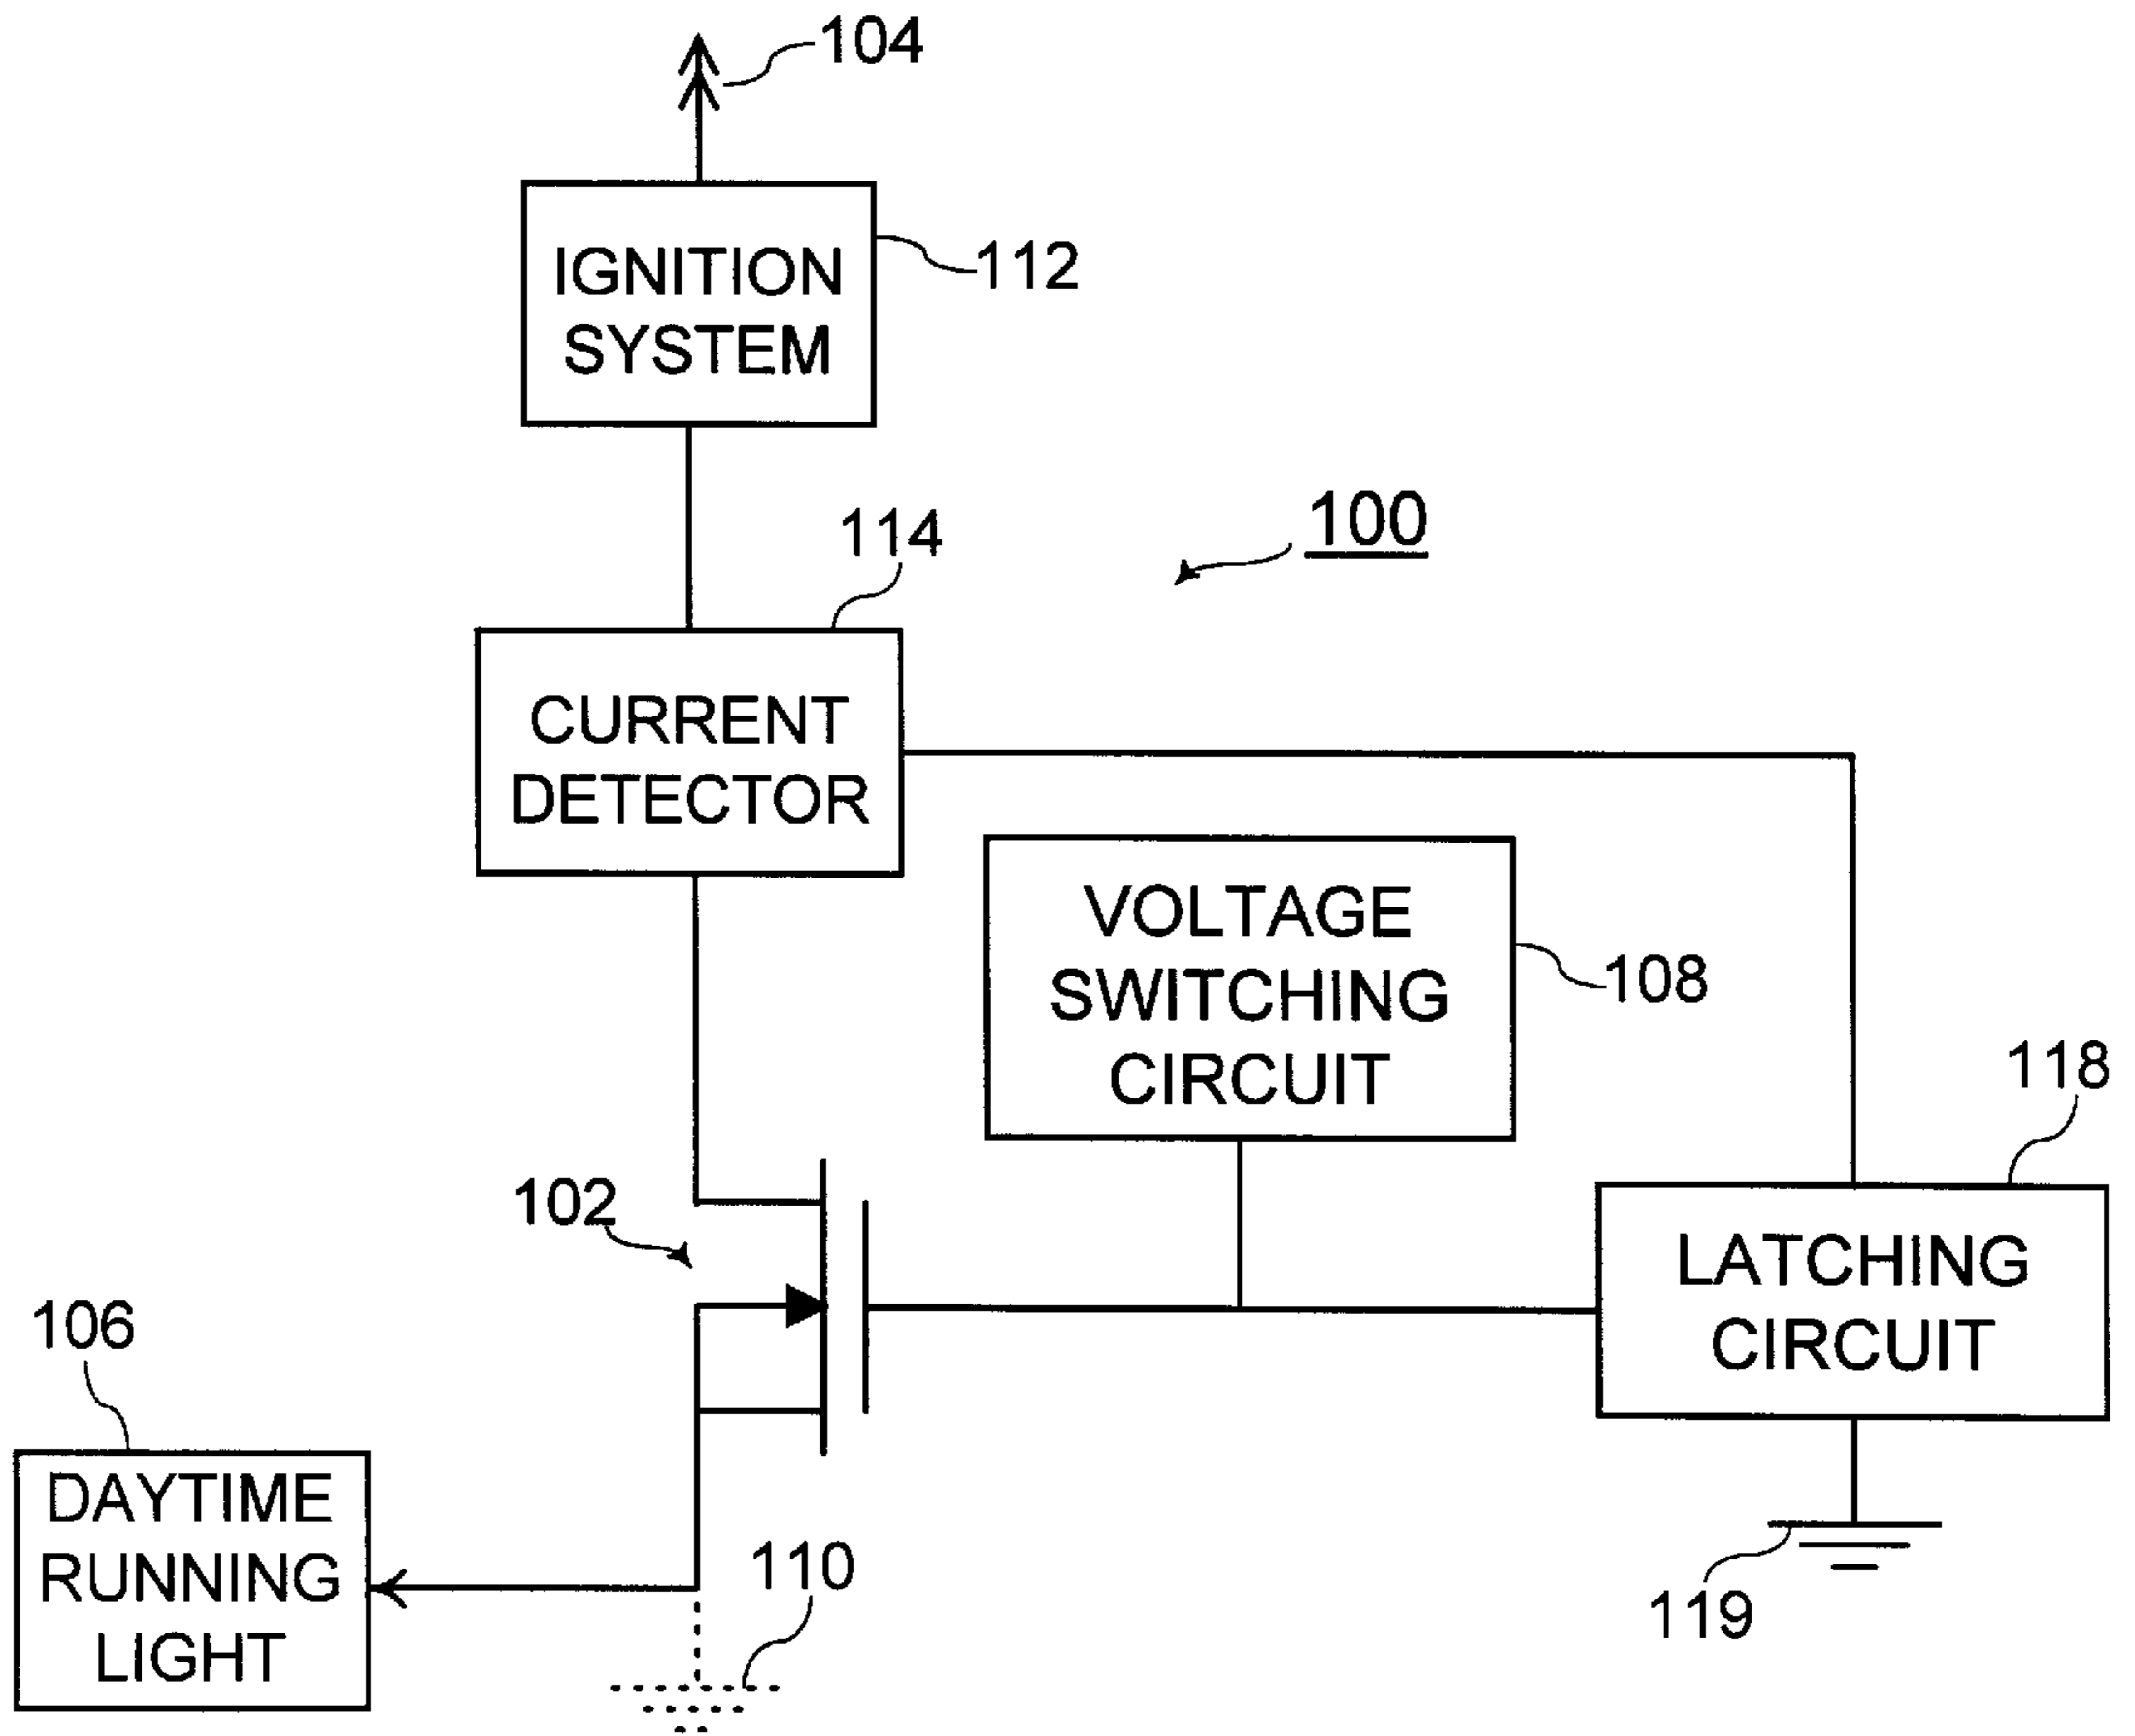 104
IGNITION
SYSTEM
112
100
114
CURRENT
DETECTOR
VOLTAGE
SWITCHING
CIRCUIT
108
118
102
LATCHING
CIRCUIT
106
DAYTIME
RUNNING
LIGHT
110
119